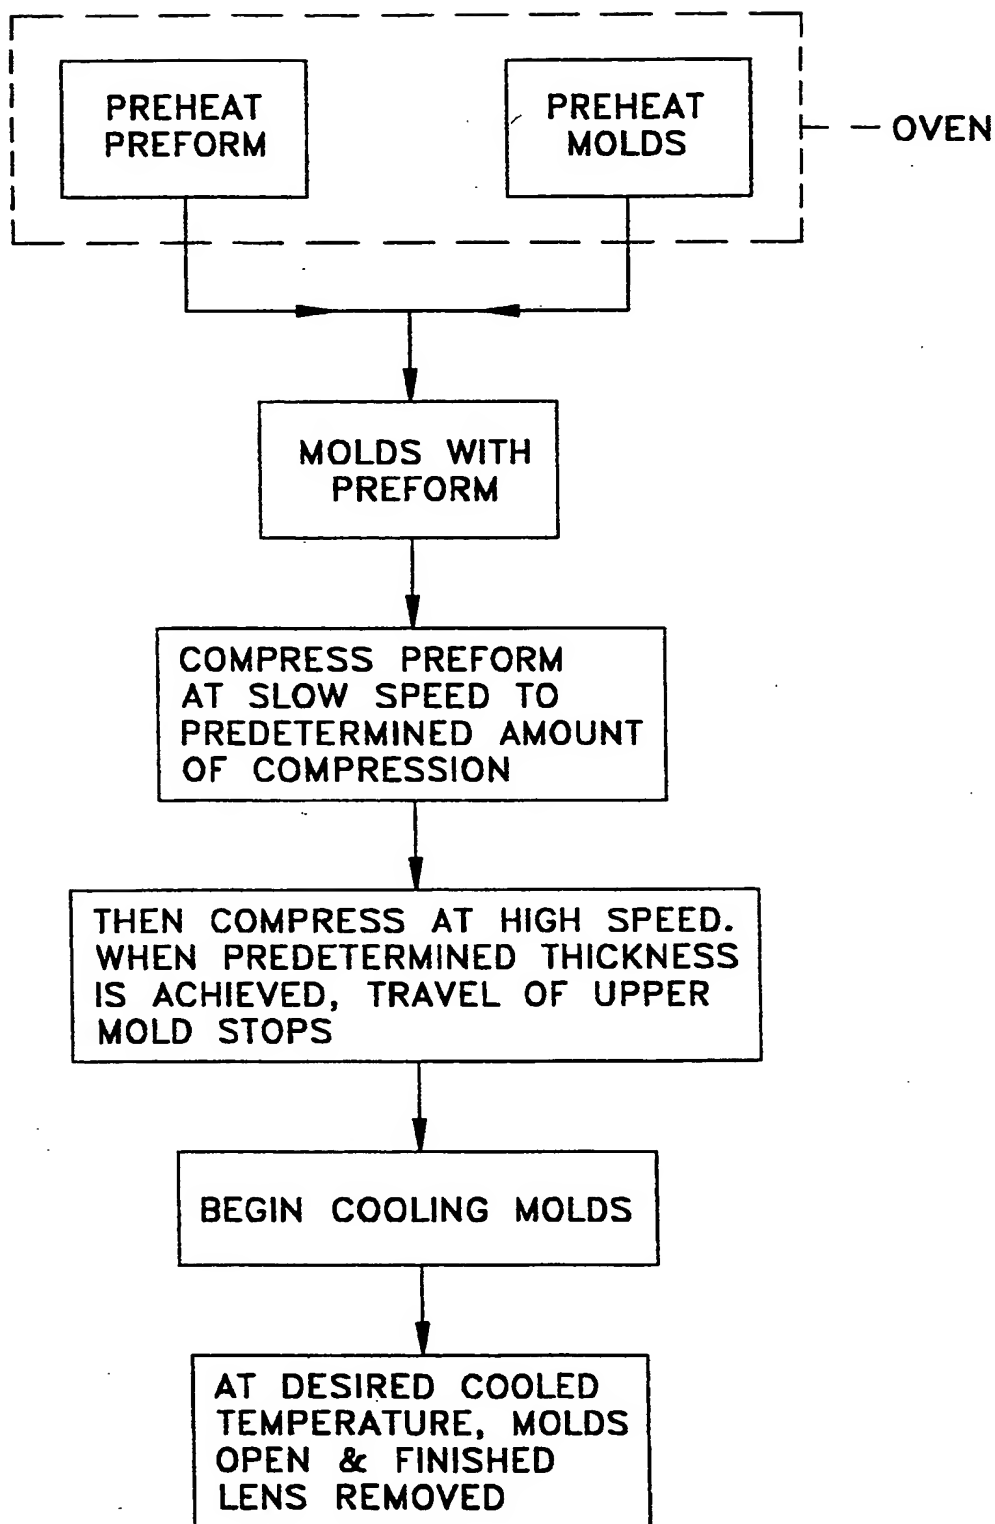 PREHEAT
PREFORM
PREHEAT
MOLDS
OVEN
MOLDS WITH
PREFORM
COMPRESS PREFORM
AT SLOW SPEED TO
PREDETERMINED AMOUNT
OF COMPRESSION
THEN COMPRESS AT HIGH SPEED.
WHEN PREDETERMINED THICKNESS
IS ACHIEVED, TRAVEL OF UPPER
MOLD STOPS
BEGIN COOLING MOLDS
AT DESIRED COOLED
TEMPERATURE, MOLDS
OPEN & FINISHED
LENS REMOVED